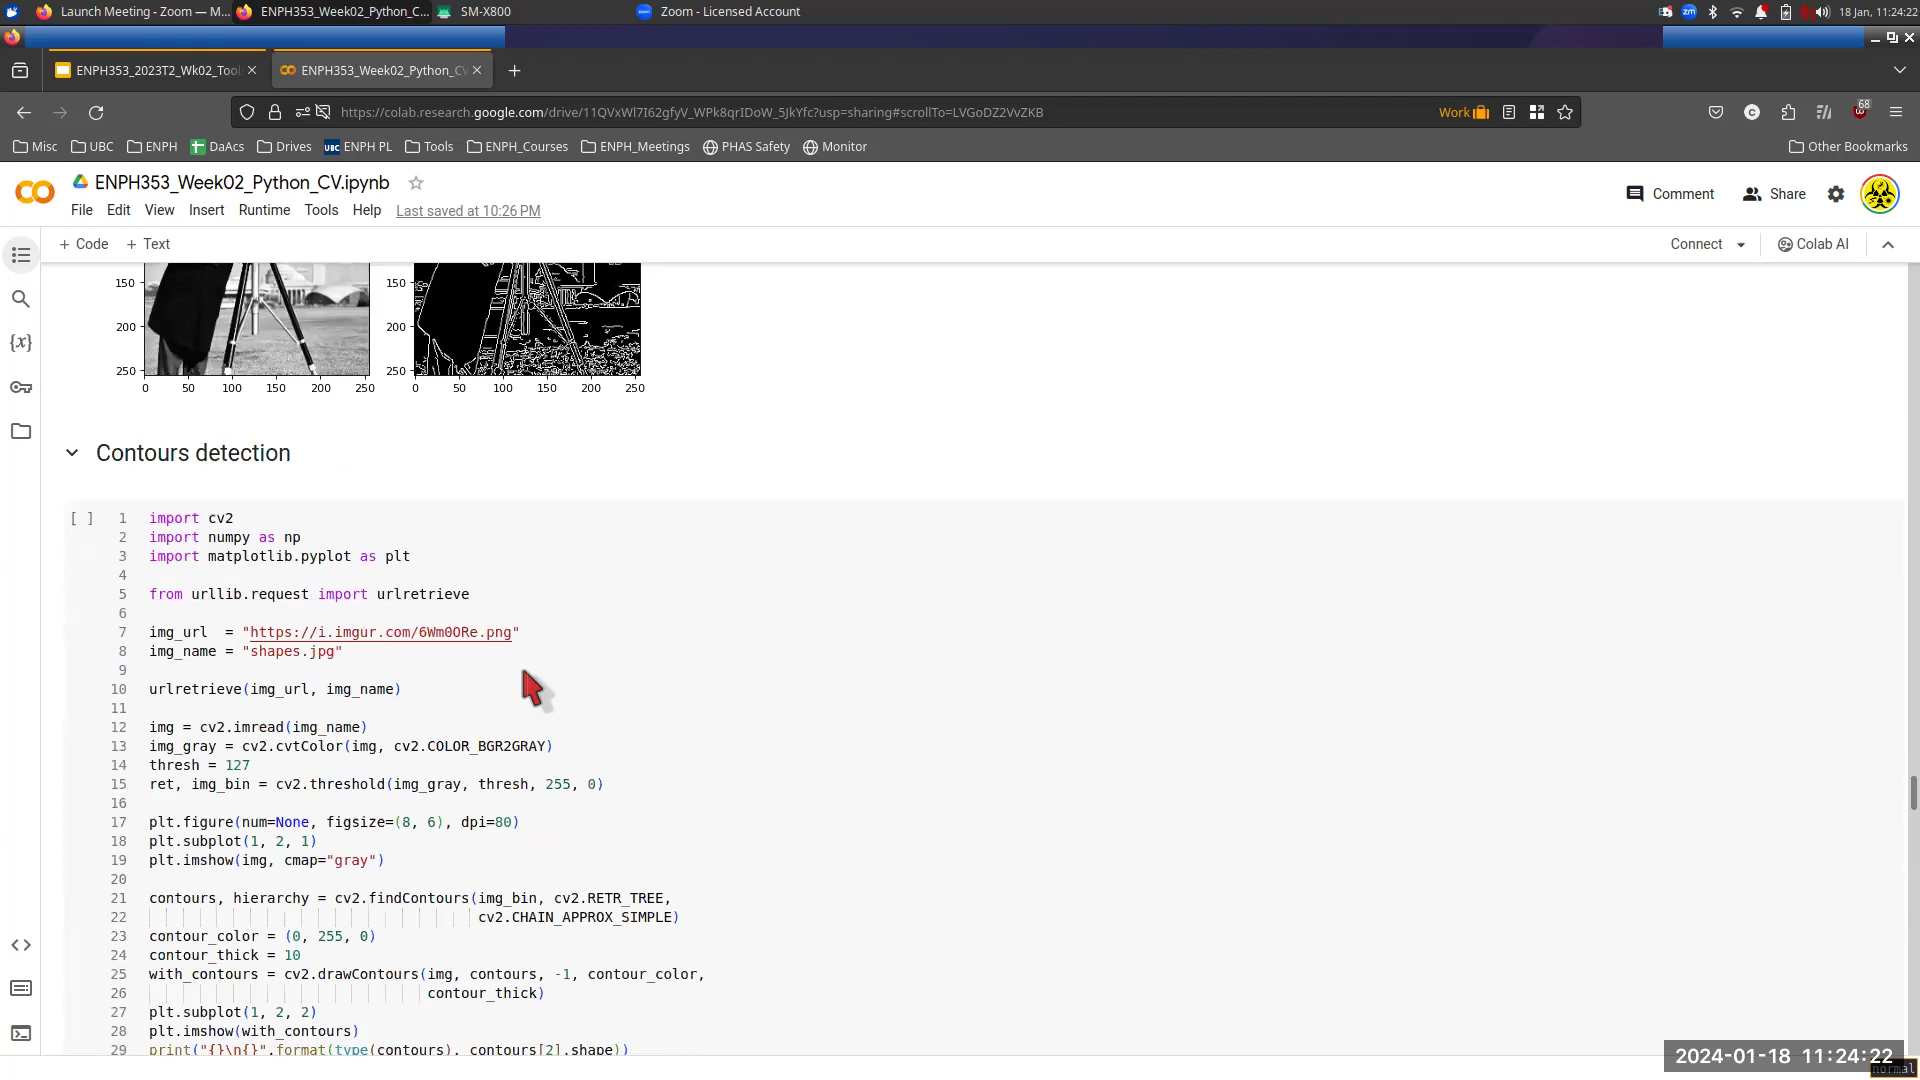 Launch Meeting - Zoom — M...
ENPH353_Week02_Python_C...
SM-X800
Zoom - Licensed Account
zm
18 Jan, 11:24:22
ENPH353_2023T2_Wk02_Tool
ENPH353_Week02_Python_CV
https://colab.research.google.com/drive/11QVxWl7I62gfyV_WPk8qrIDoW_5JkYfc?usp=sharing#scrollTo=LVGoDZ2VvZKB
Work
68
Misc
UBC
ENPH
DaAcs
Drives
UBC ENPH PL
Tools
ENPH_Courses
ENPH_Meetings
PHAS Safety
Monitor
Other Bookmarks
ENPH353_Week02_Python_CV.ipynb
Comment
Share
File Edit View Insert Runtime Tools Help Last saved at 10:26 PM
+ Code + Text
Connect
Colab AI
{x}
150
200
250
0 50 100 150 200 250
150
200
250
0 50 100 150 200 250
Contours detection
[ ]
1 import cv2
2 import numpy as np
3 import matplotlib.pyplot as plt
4
5 from urllib.request import urlretrieve
6
7 img_url  = "https://i.imgur.com/6Wm0ORe.png"
8 img_name = "shapes.jpg"
9
10 urlretrieve(img_url, img_name)
11
12 img = cv2.imread(img_name)
13 img_gray = cv2.cvtColor(img, cv2.COLOR_BGR2GRAY)
14 thresh = 127
15 ret, img_bin = cv2.threshold(img_gray, thresh, 255, 0)
16
17 plt.figure(num=None, figsize=(8, 6), dpi=80)
18 plt.subplot(1, 2, 1)
19 plt.imshow(img, cmap="gray")
20
21 contours, hierarchy = cv2.findContours(img_bin, cv2.RETR_TREE,
22 cv2.CHAIN_APPROX_SIMPLE)
23 contour_color = (0, 255, 0)
24 contour_thick = 10
25 with_contours = cv2.drawContours(img, contours, -1, contour_color,
26 contour_thick)
27 plt.subplot(1, 2, 2)
28 plt.imshow(with_contours)
29 print("{}\n{}".format(type(contours), contours[2].shape))
2024-01-18 11:24:22
normal